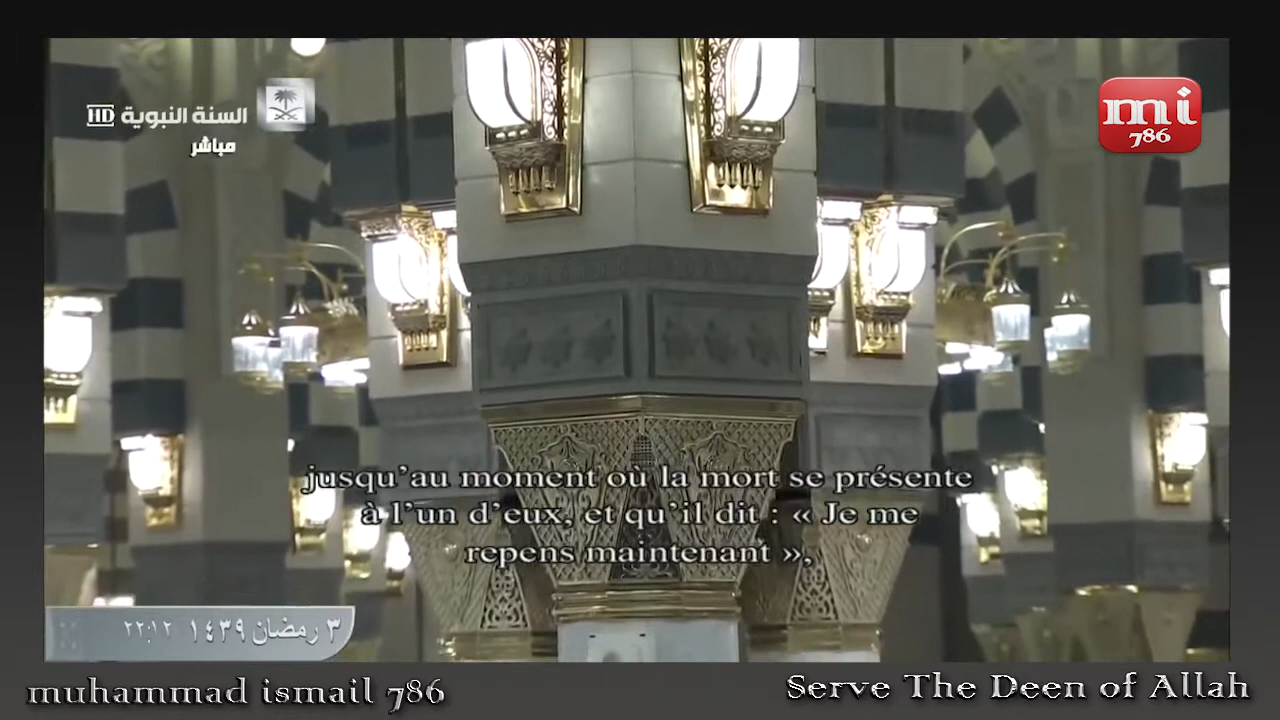 HD السنة النبوية
مباشر
mi
786
jusqu’au moment où la mort se présente
à l’un d’eux, et qu’il dit : « Je me
repens maintenant »,
٣ رمضان ١٤٣٩ ٢٢:١٢
muhammad ismail 786
Serve The Deen of Allah